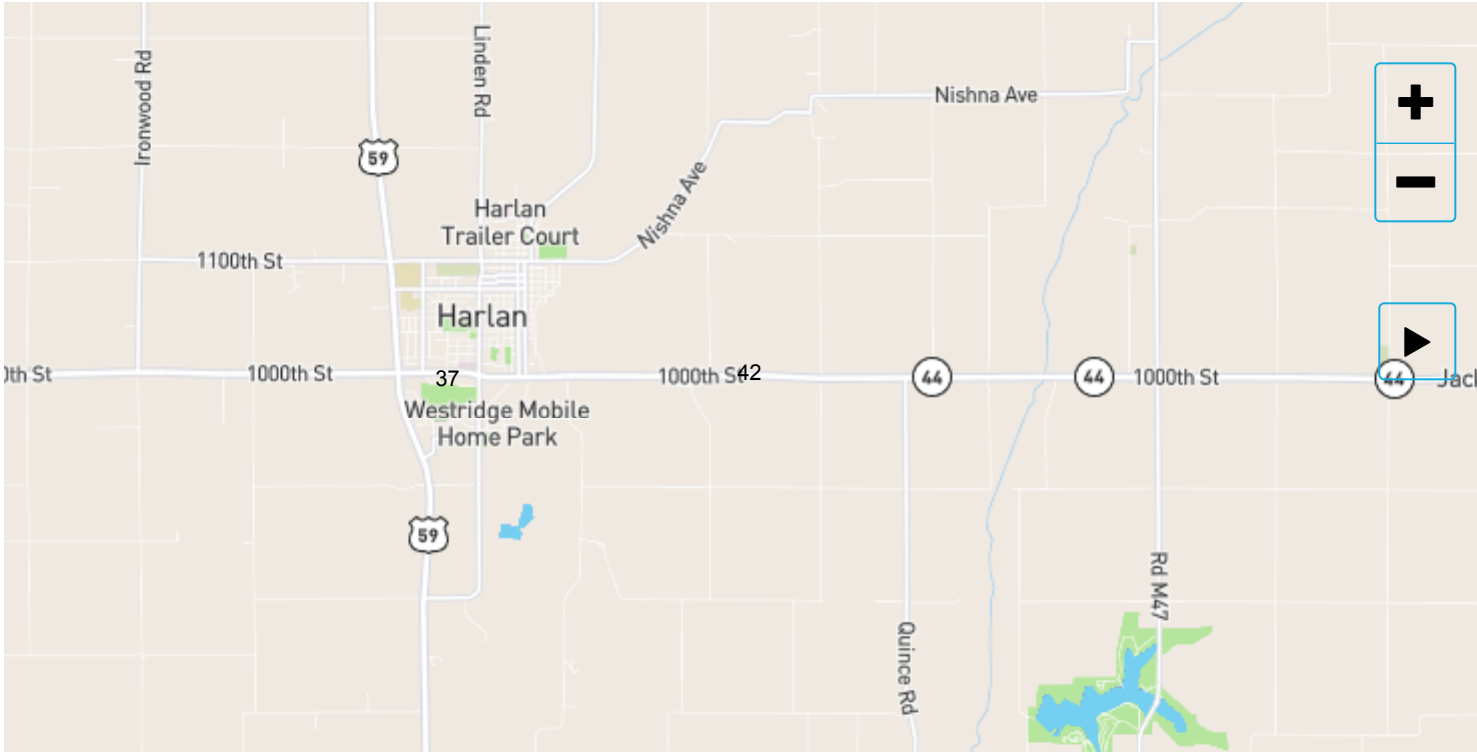 Ironwood Rd
Linden Rd
Nishna Ave
59
Harlan
Trailer Court
Nishna Ave
1100th St
Harlan
0th St
1000th St
37
1000th St
42
44
44
1000th St
44
Jacl
Westridge Mobile
Home Park
59
Rd M47
Quince Rd